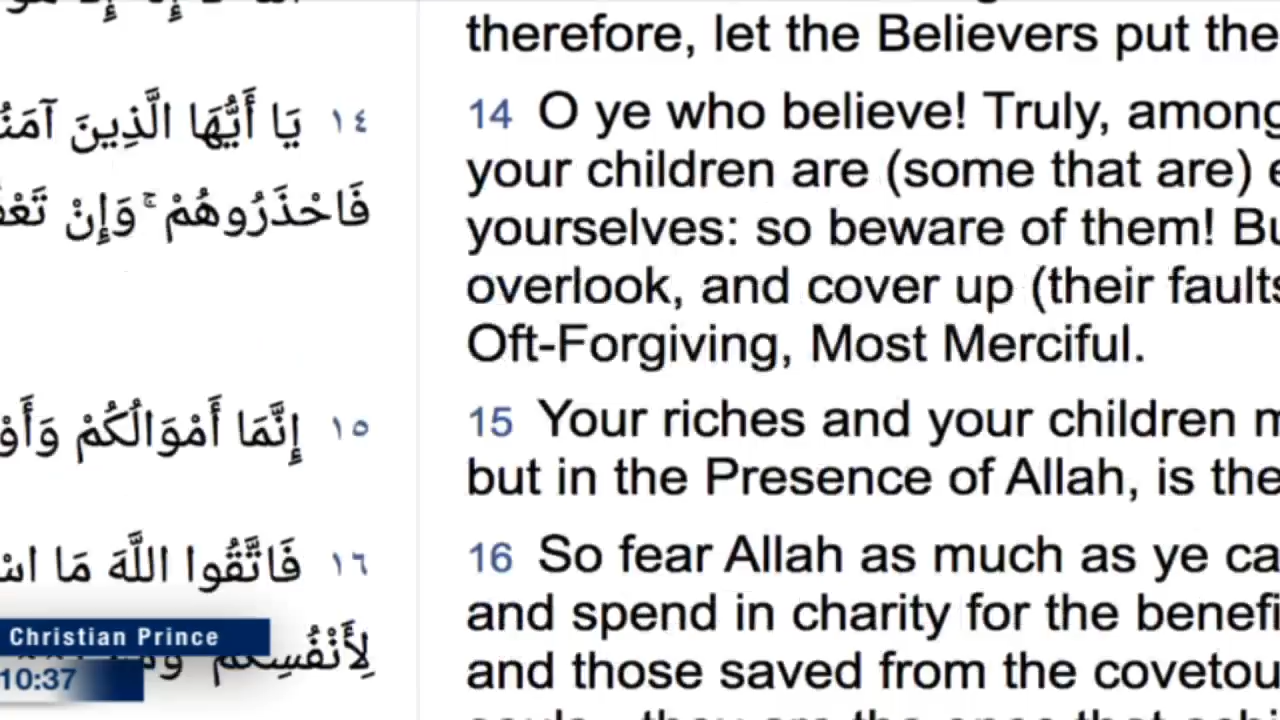 therefore, let the Believers put the
14 O ye who believe! Truly, among
your children are (some that are) e
yourselves: so beware of them! Bu
overlook, and cover up (their faults
Oft-Forgiving, Most Merciful.
15 Your riches and your children m
but in the Presence of Allah, is the
16 So fear Allah as much as ye ca
and spend in charity for the benefi
and those saved from the covetou
١٤ يَا أَيُّهَا الَّذِينَ آمَنُ
فَاحْذَرُوهُمْ ۚ وَإِنْ تَعْفُ
١٥ إِنَّمَا أَمْوَالُكُمْ وَأَوْ
١٦ فَاتَّقُوا اللَّهَ مَا اسْ
لِأَنْفُسِكُمْ
Christian Prince
10:37